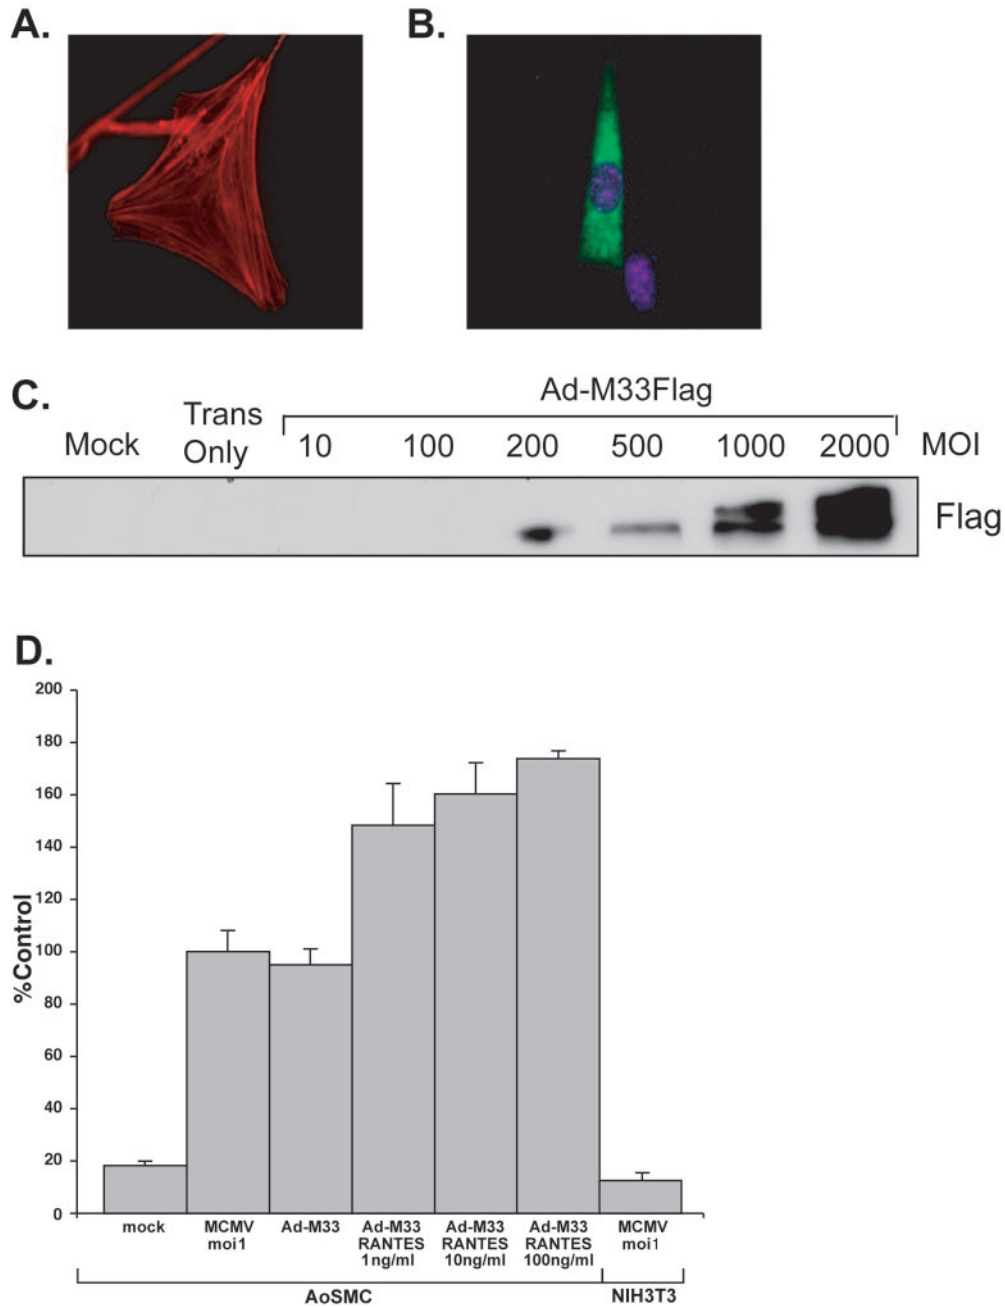 A.
B.
C.
Ad-M33Flag
Mock
Trans
Only
10 100 200 500 1000 2000 MOI
Flag
D.
200
180
160
140
120
100
80
60
40
20
0
%Control
mock
MCMV
moi1
Ad-M33
Ad-M33
RANTES
1ng/ml
Ad-M33
RANTES
10ng/ml
Ad-M33
RANTES
100ng/ml
MCMV
moi1
AoSMC
NIH3T3